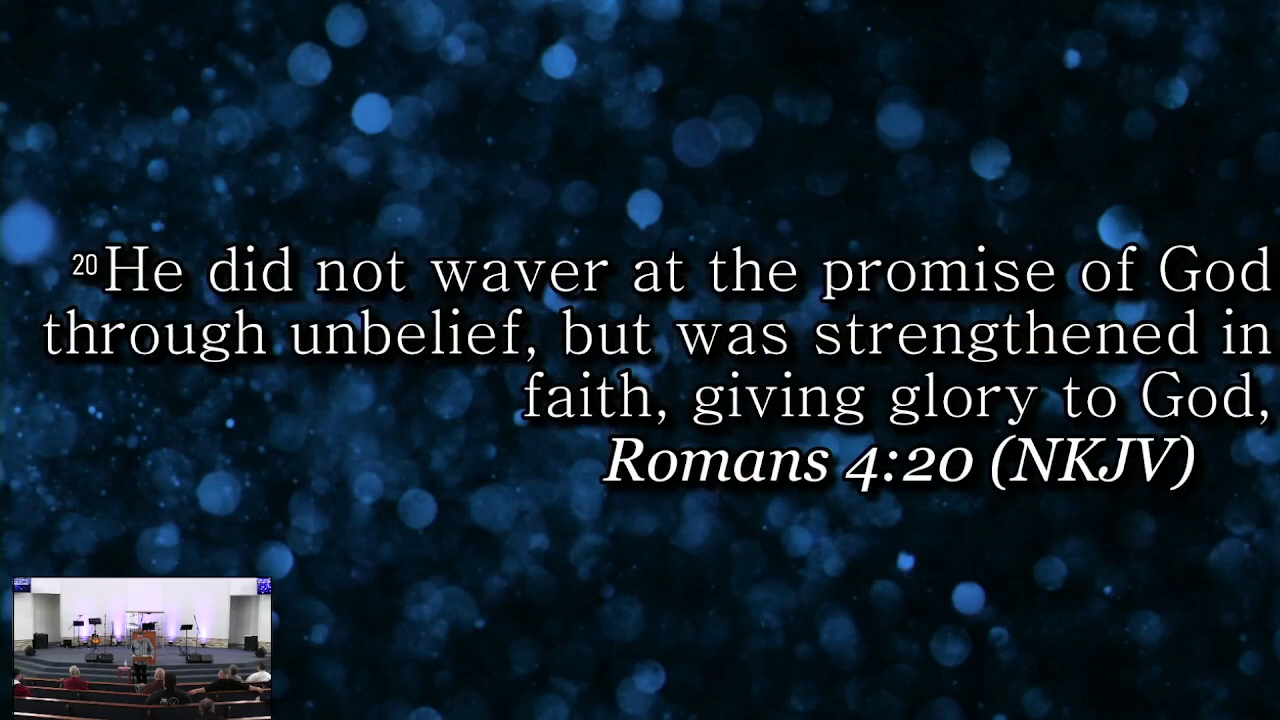 20He did not waver at the promise of God
through unbelief, but was strengthened in
faith, giving glory to God,
Romans 4:20 (NKJV)